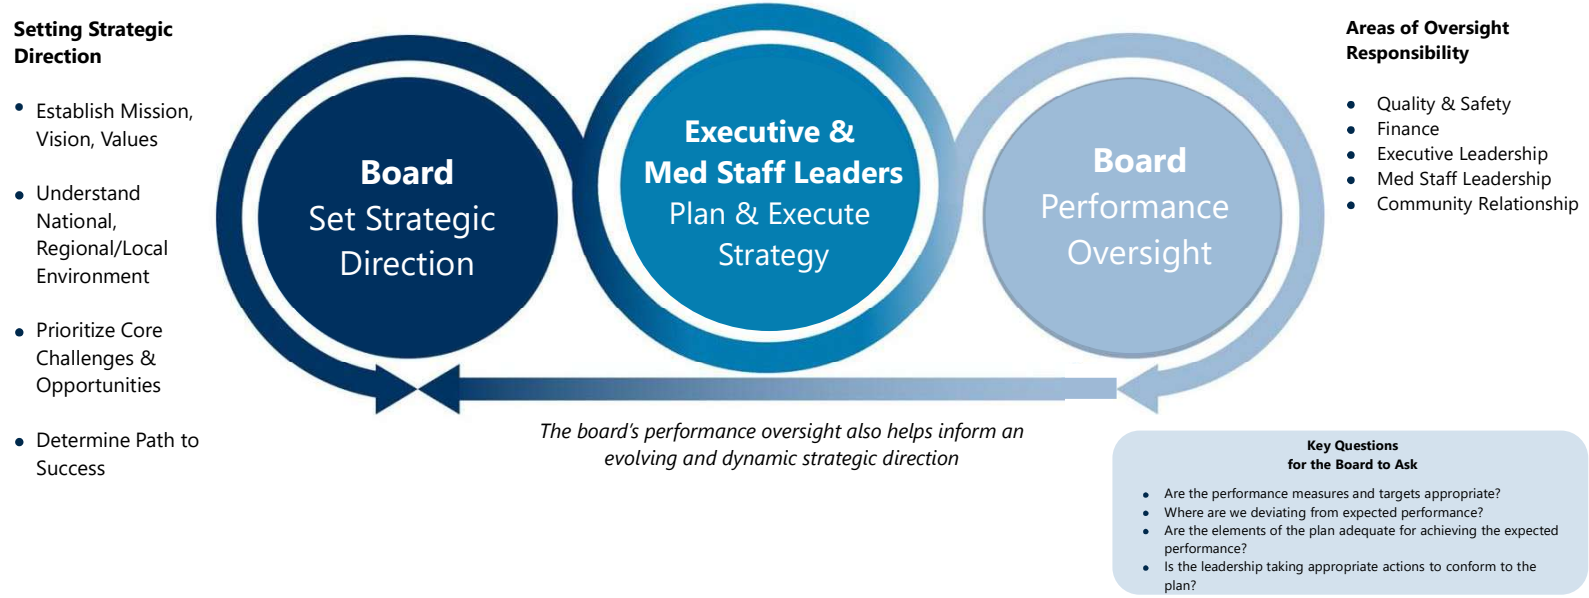 Setting Strategic
Direction
• Establish Mission,
Vision, Values
• Understand
National,
Regional/Local
Environment
• Prioritize Core
Challenges &
Opportunities
• Determine Path to
Success
Board
Set Strategic
Direction
Executive &
Med Staff Leaders
Plan & Execute
Strategy
Board
Performance
Oversight
The board’s performance oversight also helps inform an
evolving and dynamic strategic direction
Areas of Oversight
Responsibility
• Quality & Safety
• Finance
• Executive Leadership
• Med Staff Leadership
• Community Relationship
Key Questions
for the Board to Ask
• Are the performance measures and targets appropriate?
• Where are we deviating from expected performance?
• Are the elements of the plan adequate for achieving the expected
performance?
• Is the leadership taking appropriate actions to conform to the
plan?